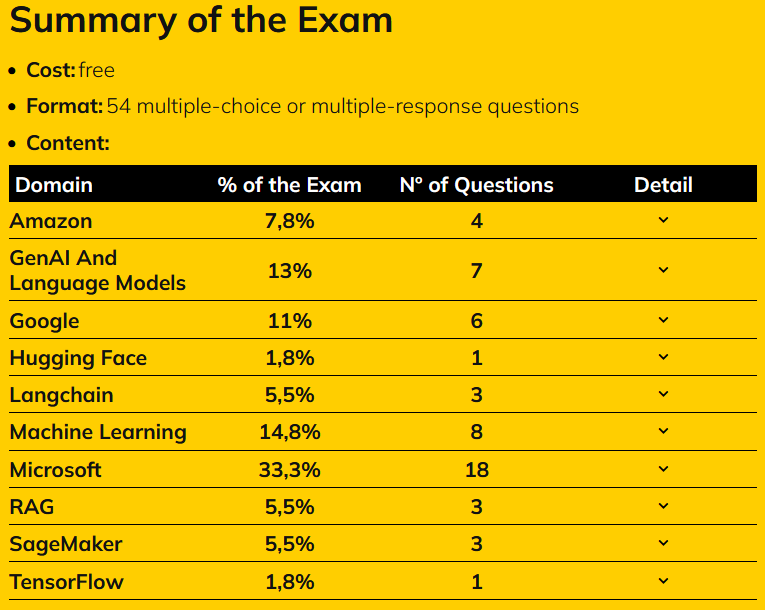 Summary of the Exam
• Cost: free
• Format: 54 multiple-choice or multiple-response questions
• Content:
Domain % of the Exam Nº of Questions Detail
Amazon 7,8% 4
GenAI And
Language Models 13% 7
Google 11% 6
Hugging Face 1,8% 1
Langchain 5,5% 3
Machine Learning 14,8% 8
Microsoft 33,3% 18
RAG 5,5% 3
SageMaker 5,5% 3
TensorFlow 1,8% 1